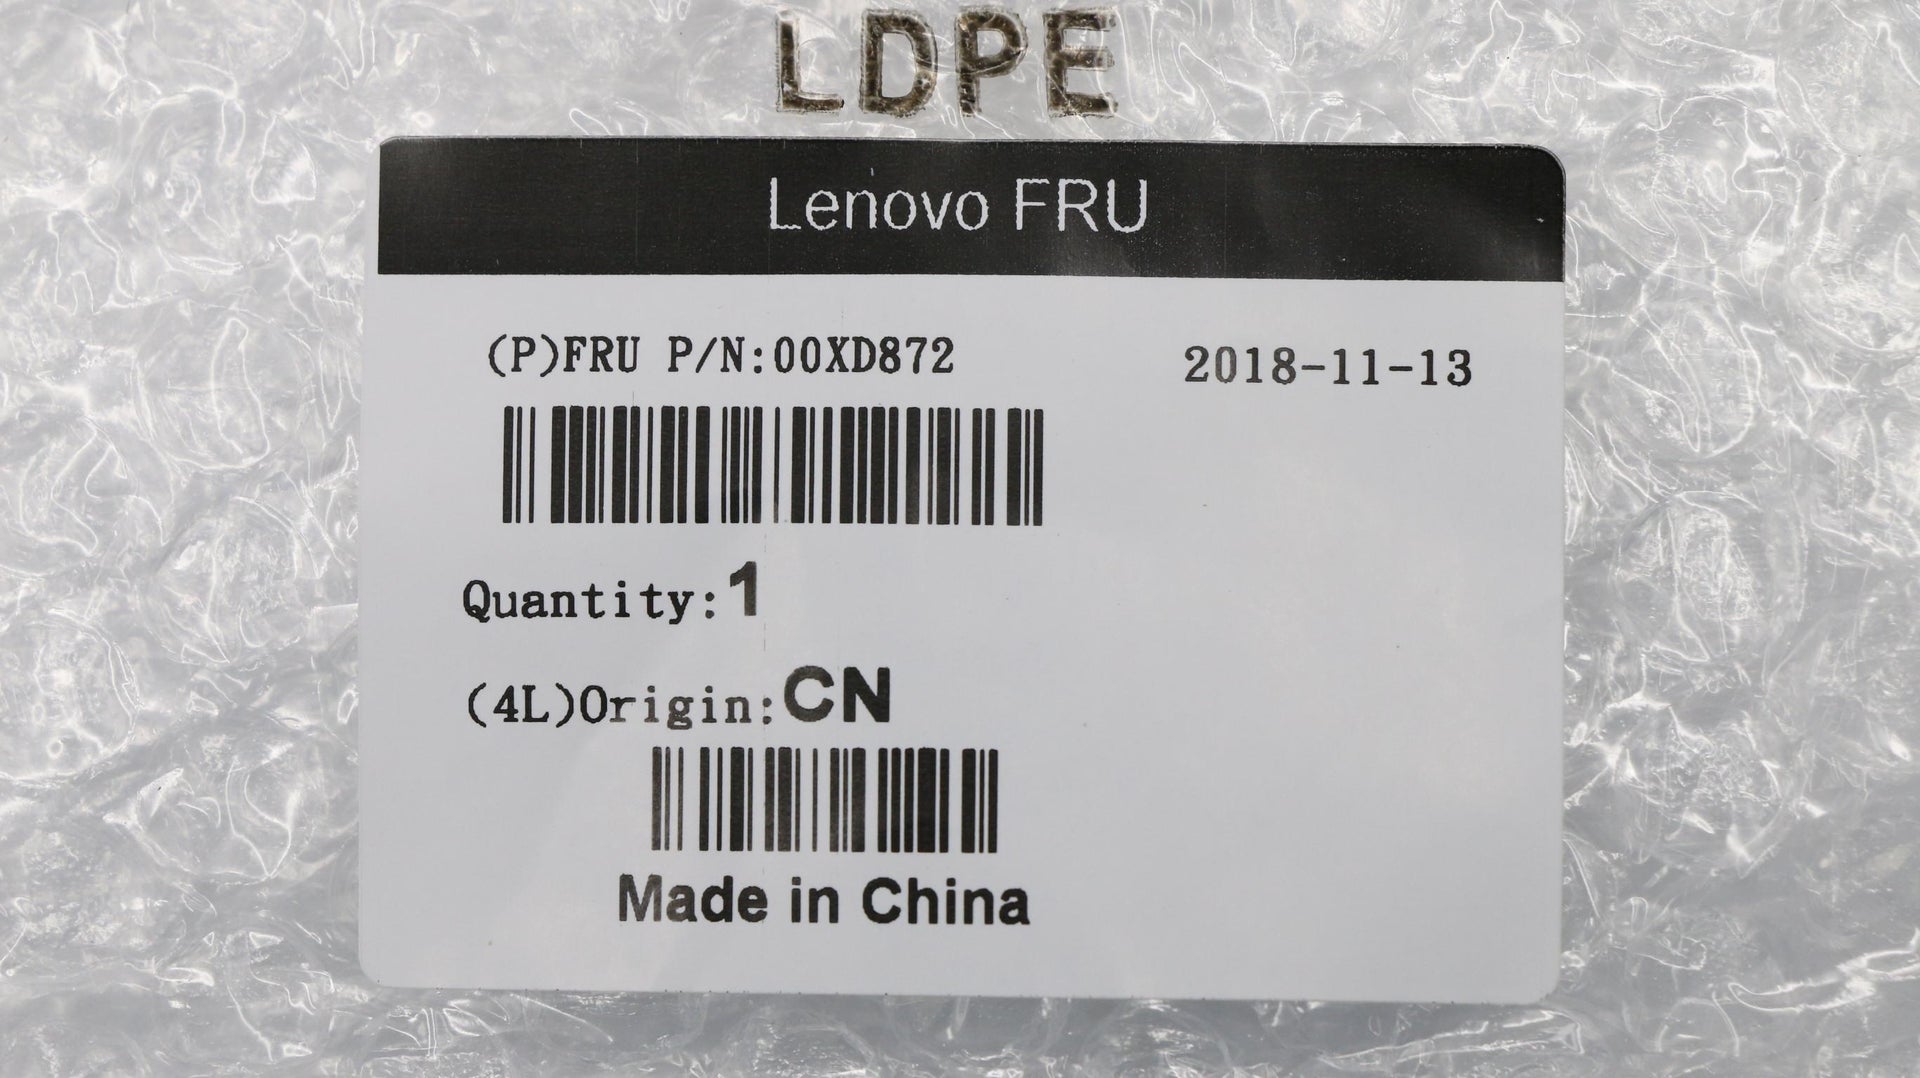 LDPE
Lenovo FRU
(P)FRU P/N:00XD872
2018-11-13
Quantity:1
(4L)Origin:CN
Made in China